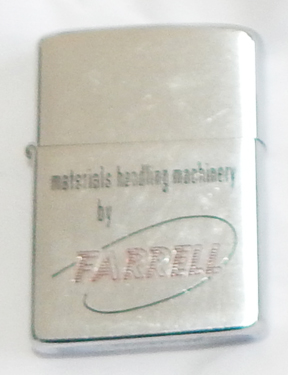 materials handling machinery
by
FARRELL